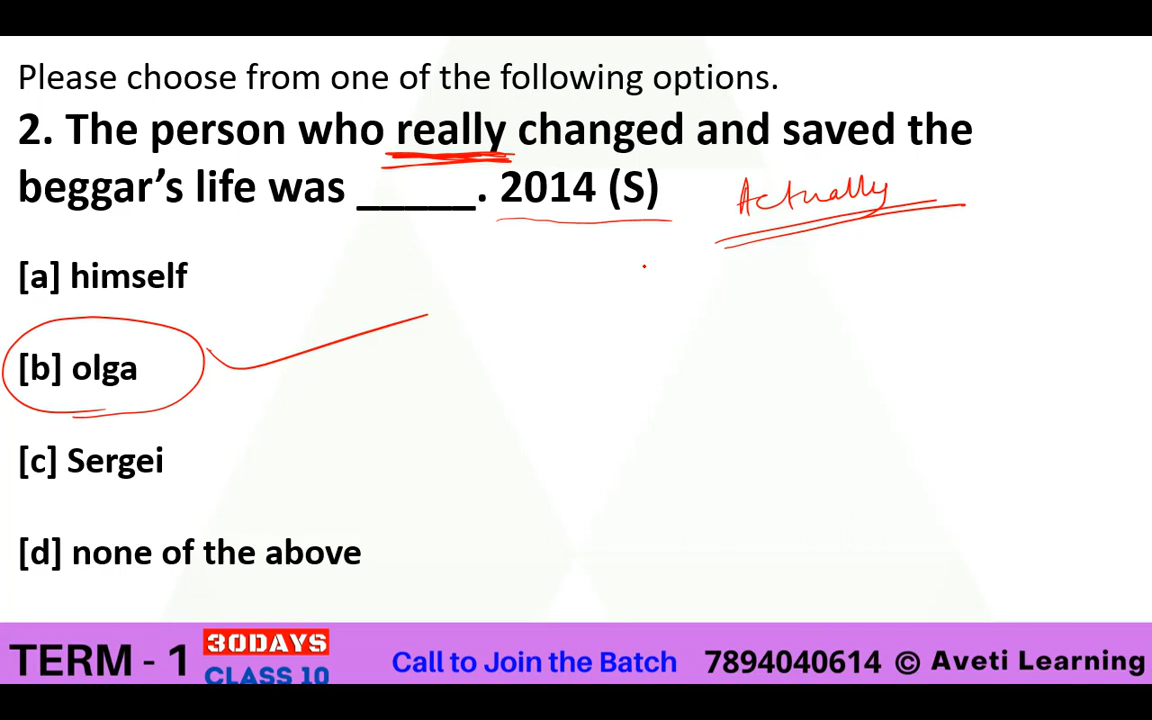 Please choose from one of the following options.
2. The person who really changed and saved the
beggar's life was _____. 2014 (S)
Actually
[a] himself
[b] olga
[c] Sergei
[d] none of the above
TERM - 1
30DAYS
CLASS 10
Call to Join the Batch
7894040614 © Aveti Learning